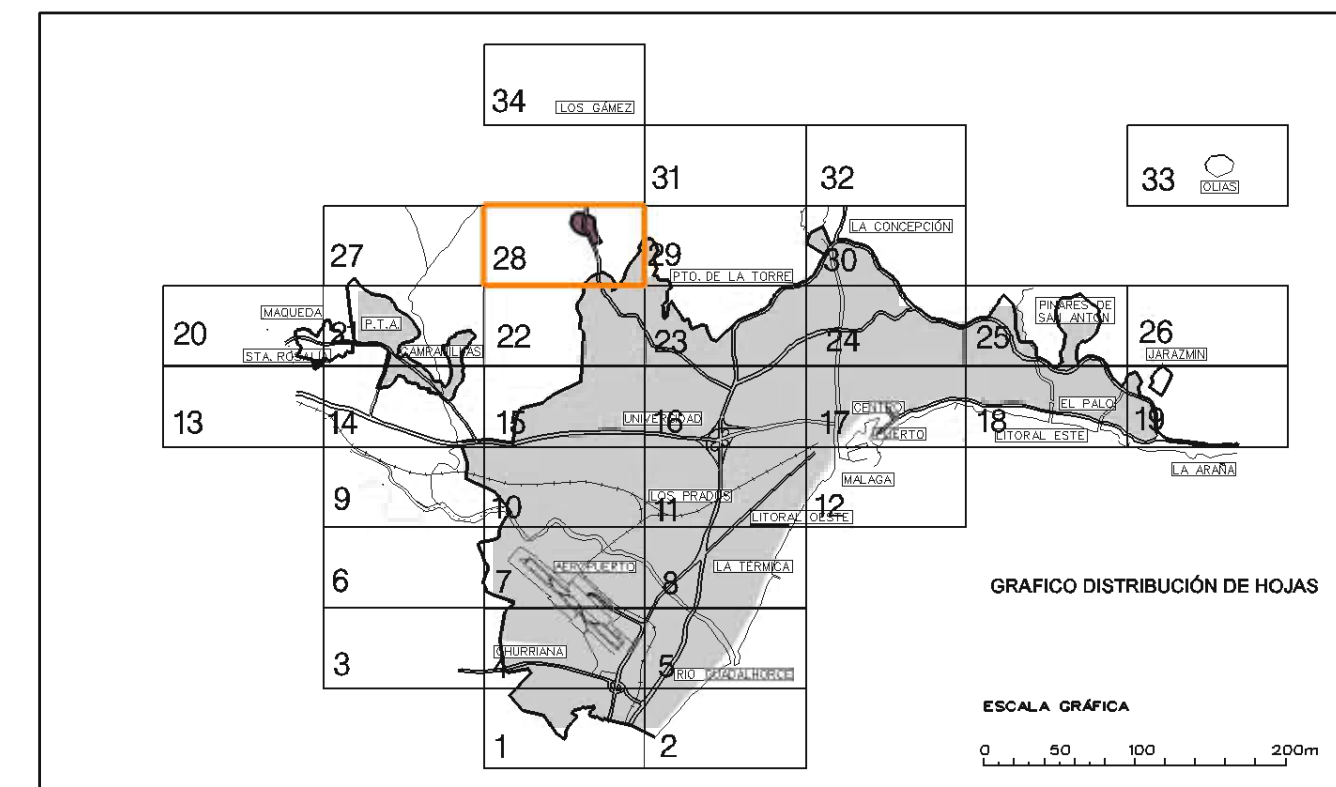 34 LOS GÁMEZ
31 32 33 OLIAS
LA CONCEPCIÓN
27 28 29 30
PTO. DE LA TORRE
MAQUEDA P.T.A. PINARES DE
SAN ANTÓN
20 21 22 23 24 25 26
STA. ROSALÍA CAMPANILLAS JARAZMIN
13 14 15 UNIVERSIDAD 16 17 CENTRO 18 EL PALO 19
PUERTO LITORAL ESTE
LA ARAÑA
MALAGA
9 10 LOS PRADOS 11 12
LITORAL OESTE
6 7 AEROPUERTO 8 LA TÉRMICA
GRAFICO DISTRIBUCIÓN DE HOJAS
3 CHURRIANA 4 5 RIO GUADALHORCE
1 2
ESCALA GRÁFICA
0 50 100 200m